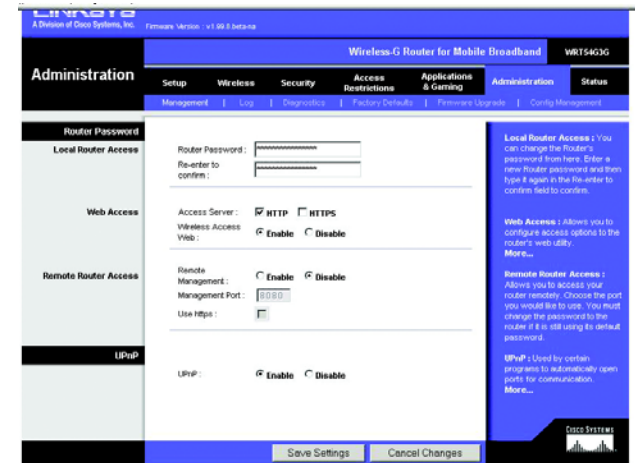 LINKSYS
A Division of Cisco Systems, Inc.
Firmware Version : v1.99.8.beta-na
Wireless-G Router for Mobile Broadband
WRT54G3G
Administration
Setup
Wireless
Security
Access Restrictions
Applications & Gaming
Administration
Status
Management | Log | Diagnostics | Factory Defaults | Firmware Upgrade | Config Management
Router Password
Local Router Access
Router Password :
Re-enter to
confirm :
Web Access
Access Server : HTTP HTTPS
Wireless Access
Web : Enable Disable
Remote Router Access
Remote
Management : Enable Disable
Management Port : 8080
Use https :
UPnP
UPnP : Enable Disable
Local Router Access : You
can change the Router's
password from here. Enter a
new Router password and then
type it again in the Re-enter to
confirm field to confirm.
Web Access : Allows you to
configure access options to the
router's web utility.
More...
Remote Router Access :
Allows you to access your
router remotely. Choose the port
you would like to use. You must
change the password to the
router if it is still using its default
password.
UPnP : Used by certain
programs to automatically open
ports for communication.
More...
Save Settings
Cancel Changes
CISCO SYSTEMS